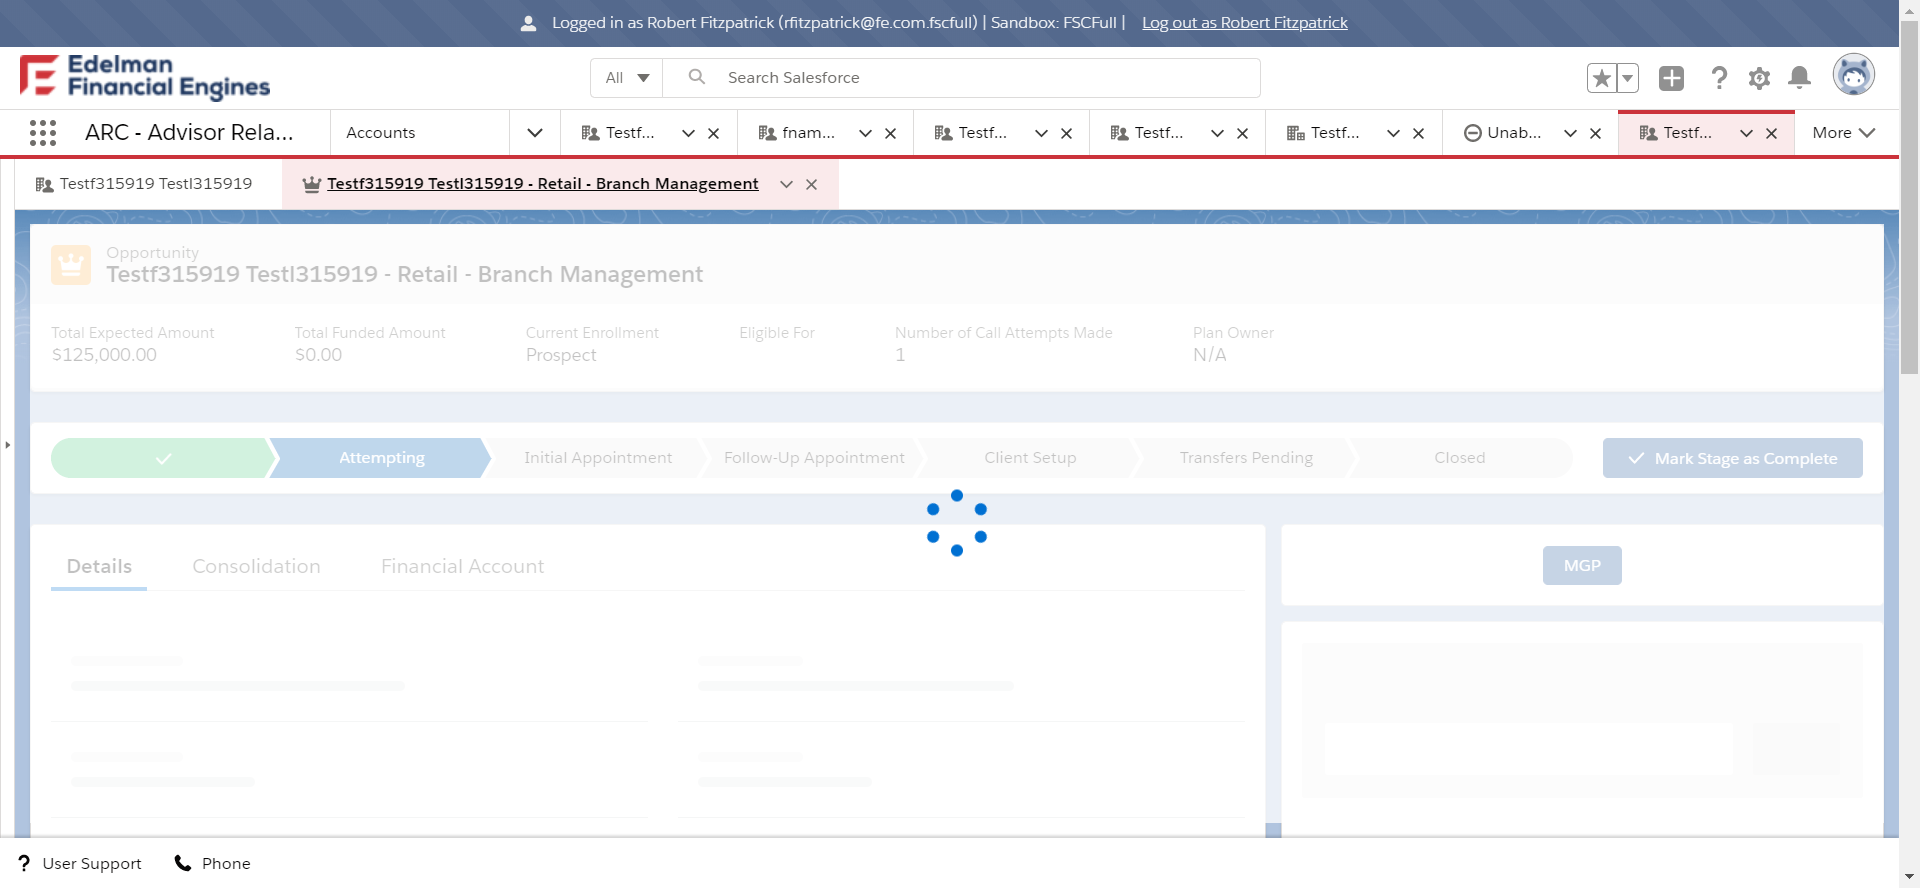 Logged in as Robert Fitzpatrick (rfitzpatrick@fe.com.fscfull) | Sandbox: FSCFull | Log out as Robert Fitzpatrick
Edelman
Financial Engines
All
Search Salesforce
ARC - Advisor Rela...
Accounts
Testf...
fnam...
Testf...
Testf...
Testf...
Unab...
Testf...
More
Testf315919 Testl315919
Testf315919 Testl315919 - Retail - Branch Management
Opportunity
Testf315919 Testl315919 - Retail - Branch Management
Total Expected Amount
$125,000.00
Total Funded Amount
$0.00
Current Enrollment
Prospect
Eligible For
Number of Call Attempts Made
1
Plan Owner
N/A
Attempting
Initial Appointment
Follow-Up Appointment
Client Setup
Transfers Pending
Closed
Mark Stage as Complete
Details
Consolidation
Financial Account
MGP
User Support
Phone